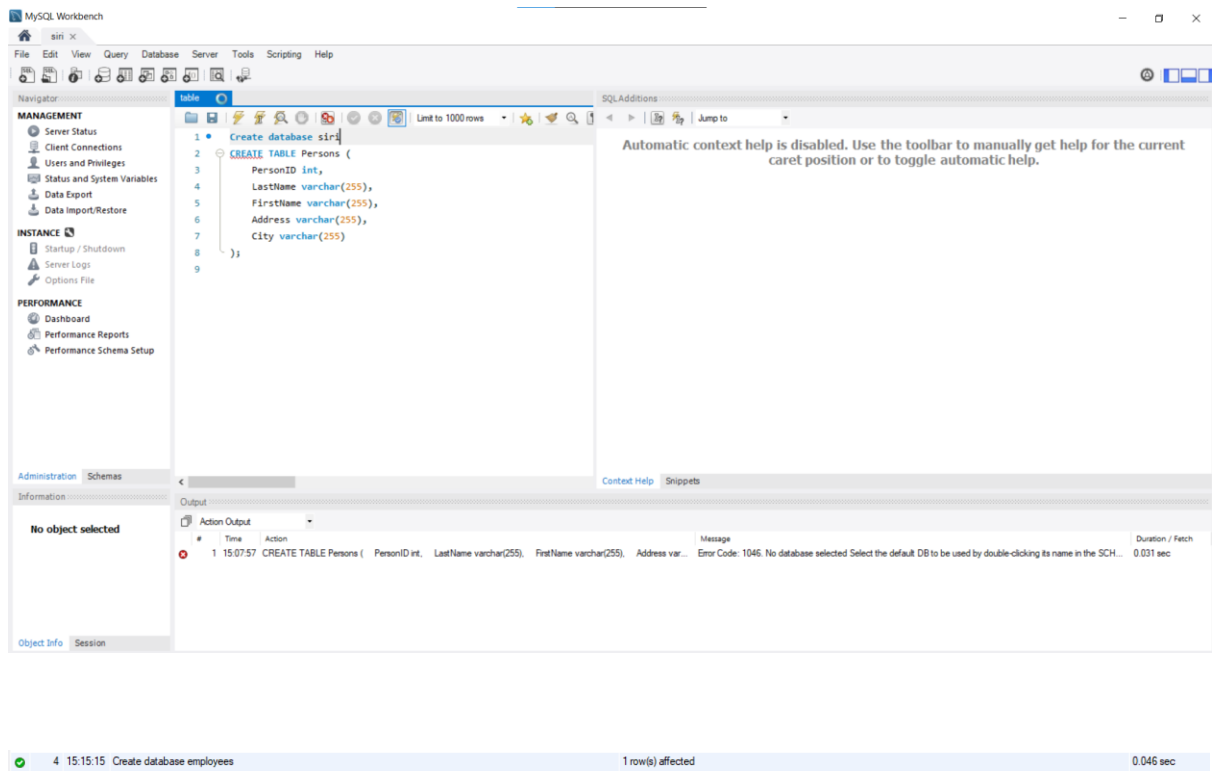 MySQL Workbench
siri
File Edit View Query Database Server Tools Scripting Help
Navigator
MANAGEMENT
Server Status
Client Connections
Users and Privileges
Status and System Variables
Data Export
Data Import/Restore
INSTANCE
Startup / Shutdown
Server Logs
Options File
PERFORMANCE
Dashboard
Performance Reports
Performance Schema Setup
Administration Schemas
Information
No object selected
Object Info Session
table
Limit to 1000 rows
1 Create database siri
2 CREATE TABLE Persons (
3 PersonID int,
4 LastName varchar(255),
5 FirstName varchar(255),
6 Address varchar(255),
7 City varchar(255)
8 );
9
SQLAdditions
Jump to
Automatic context help is disabled. Use the toolbar to manually get help for the current
caret position or to toggle automatic help.
Context Help Snippets
Output
Action Output
# Time Action Message Duration / Fetch
1 15:07:57 CREATE TABLE Persons ( PersonID int, LastName varchar(255), FirstName varchar(255), Address var... Error Code: 1046. No database selected Select the default DB to be used by double-clicking its name in the SCH... 0.031 sec
4 15:15:15 Create database employees 1 row(s) affected 0.046 sec